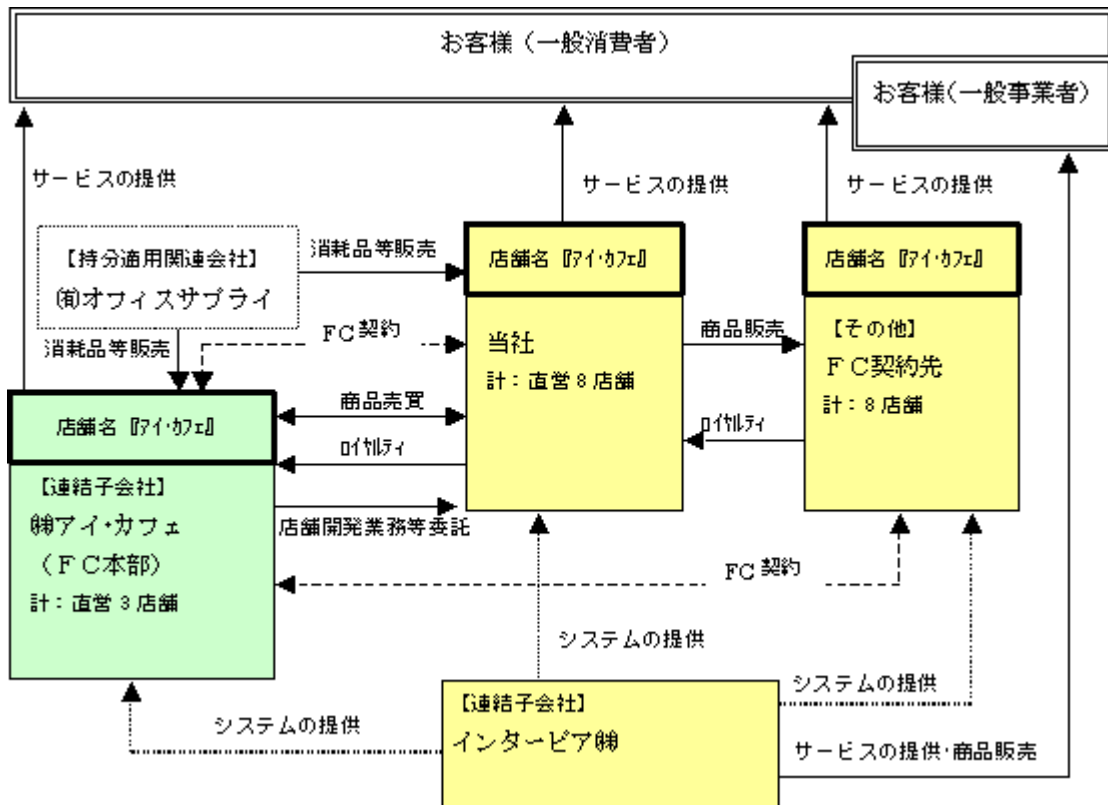 お客様（一般消費者）
お客様（一般事業者）
サービスの提供
サービスの提供
サービスの提供
【持分適用関連会社】
㈲オフィスサプライ
消耗品等販売
店舗名『アイ・カフェ』
店舗名『アイ・カフェ』
消耗品等販売
ＦＣ契約
当社
計：直営８店舗
商品販売
【その他】
ＦＣ契約先
計：８店舗
店舗名『アイ・カフェ』
商品売買
ロイヤルティ
ロイヤルティ
【連結子会社】
㈱アイ・カフェ
（ＦＣ本部）
計：直営３店舗
店舗開発業務等委託
ＦＣ契約
システムの提供
システムの提供
システムの提供
【連結子会社】
インターピア㈱
サービスの提供・商品販売